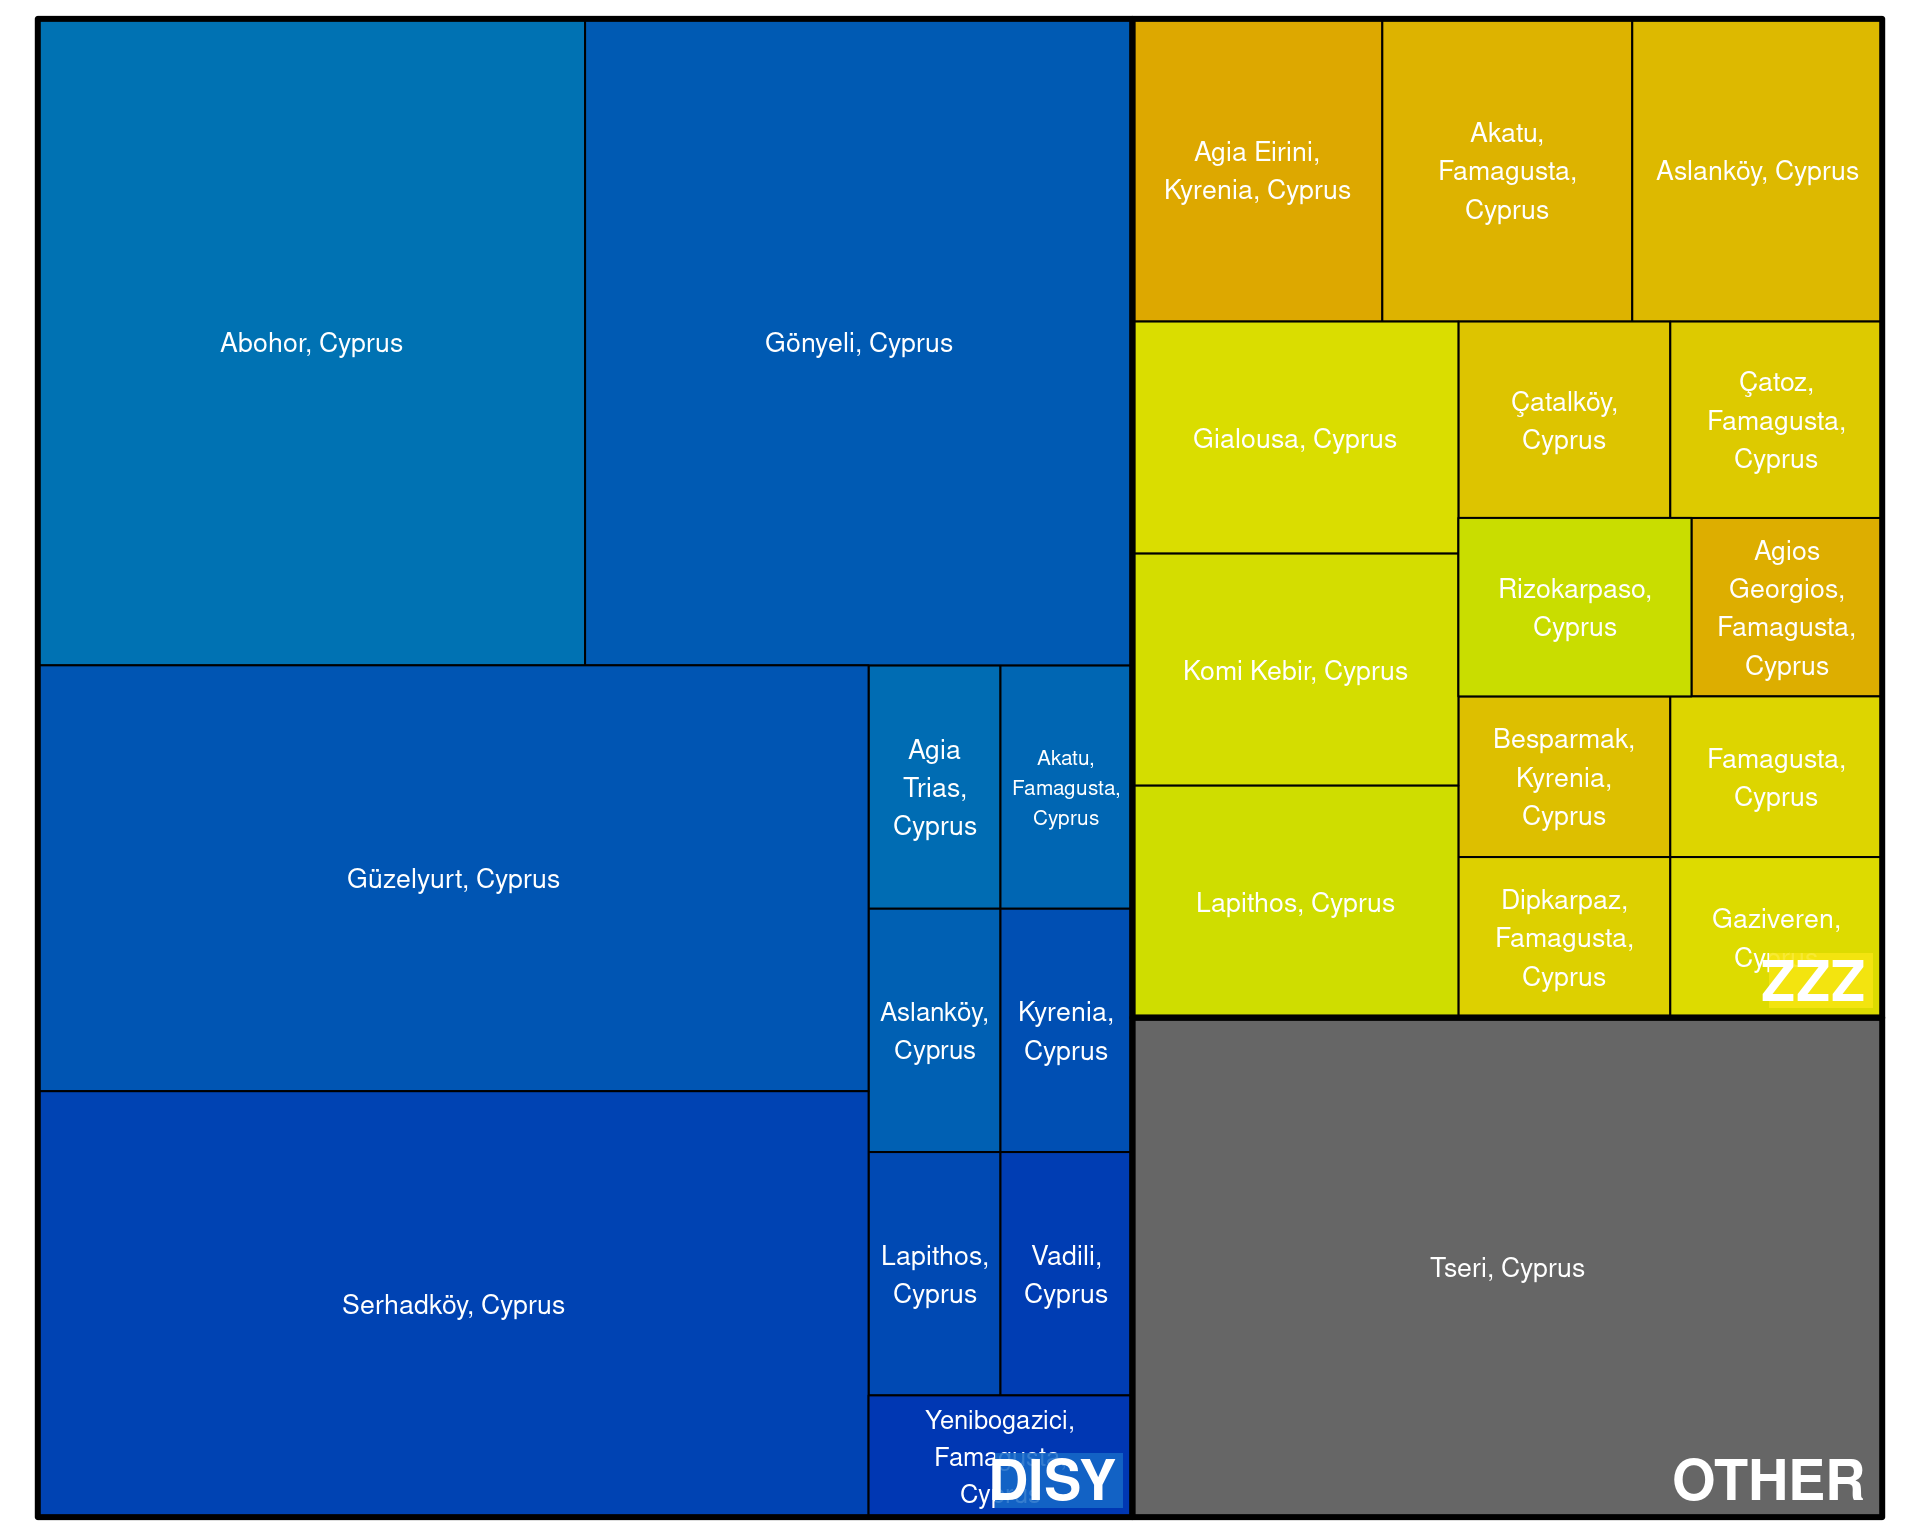 Abohor, Cyprus
Gönyeli, Cyprus
Güzelyurt, Cyprus
Serhadköy, Cyprus
Agia
Trias,
Cyprus
Akatu,
Famagusta,
Cyprus
Aslanköy,
Cyprus
Kyrenia,
Cyprus
Lapithos,
Cyprus
Vadili,
Cyprus
Yenibogazici,
Famagusta,
Cyprus
DISY
Agia Eirini,
Kyrenia, Cyprus
Akatu,
Famagusta,
Cyprus
Aslanköy, Cyprus
Gialousa, Cyprus
Komi Kebir, Cyprus
Lapithos, Cyprus
Çatalköy,
Cyprus
Çatoz,
Famagusta,
Cyprus
Rizokarpaso,
Cyprus
Agios
Georgios,
Famagusta,
Cyprus
Besparmak,
Kyrenia,
Cyprus
Famagusta,
Cyprus
Dipkarpaz,
Famagusta,
Cyprus
Gaziveren,
Cyprus
ZZZ
Tseri, Cyprus
OTHER